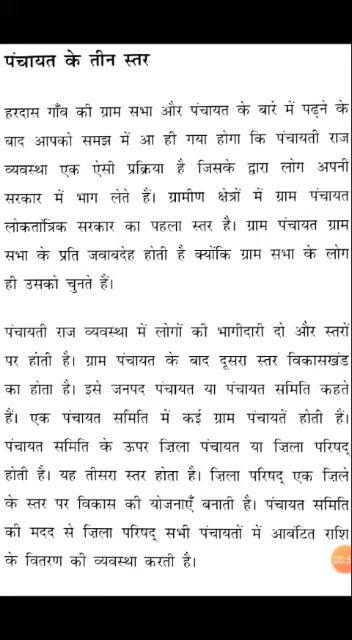 पंचायत के तीन स्तर
हरदास गाँव की ग्राम सभा और पंचायत के बारे में पढ़ने के
बाद आपको समझ में आ ही गया होगा कि पंचायती राज
व्यवस्था एक ऐसी प्रक्रिया है जिसके द्वारा लोग अपनी
सरकार में भाग लेते हैं। ग्रामीण क्षेत्रों में ग्राम पंचायत
लोकतांत्रिक सरकार का पहला स्तर है। ग्राम पंचायत ग्राम
सभा के प्रति जवाबदेह होती है क्योंकि ग्राम सभा के लोग
ही उसको चुनते हैं।
पंचायती राज व्यवस्था में लोगों की भागीदारी दो और स्तरों
पर होती है। ग्राम पंचायत के बाद दूसरा स्तर विकासखंड
का होता है। इसे जनपद पंचायत या पंचायत समिति कहते
हैं। एक पंचायत समिति में कई ग्राम पंचायतें होती हैं।
पंचायत समिति के ऊपर ज़िला पंचायत या ज़िला परिषद्
होती है। यह तीसरा स्तर होता है। ज़िला परिषद् एक ज़िले
के स्तर पर विकास की योजनाएँ बनाती है। पंचायत समिति
की मदद से ज़िला परिषद् सभी पंचायतों में आबंटित राशि
के वितरण की व्यवस्था करती है।